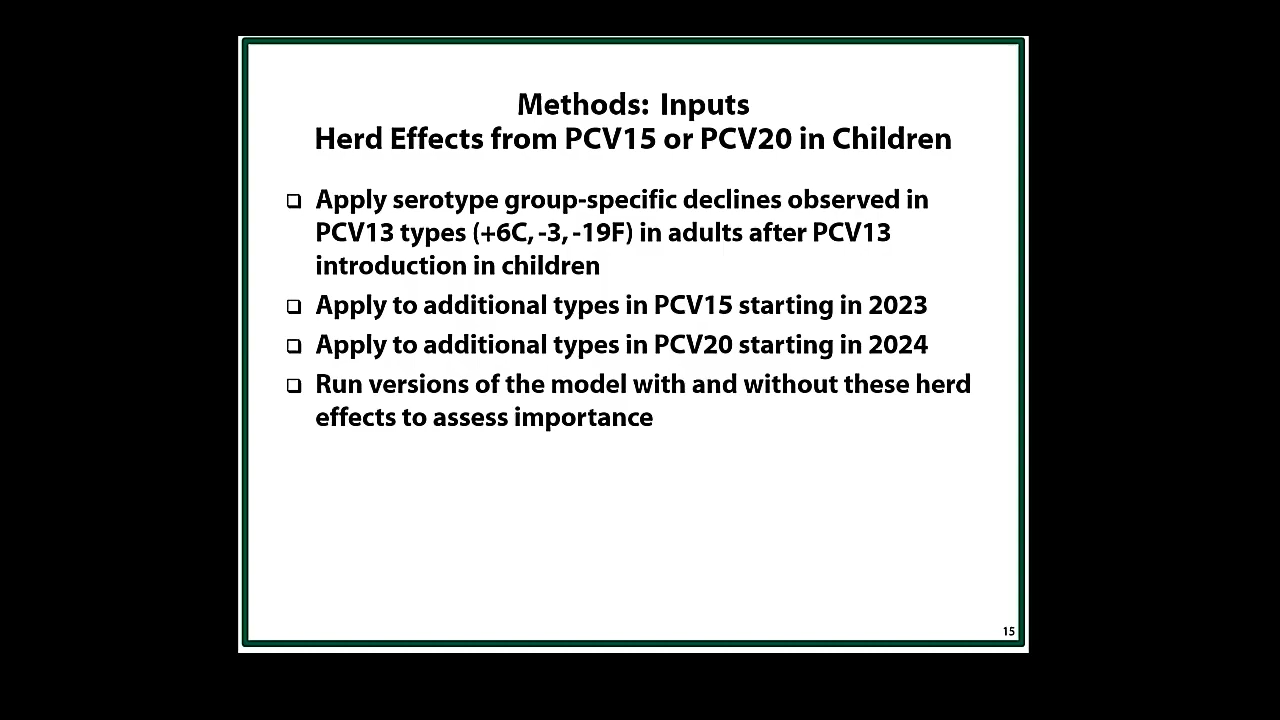 Methods: Inputs
Herd Effects from PCV15 or PCV20 in Children
❑ Apply serotype group-specific declines observed in
PCV13 types (+6C, -3, -19F) in adults after PCV13
introduction in children
❑ Apply to additional types in PCV15 starting in 2023
❑ Apply to additional types in PCV20 starting in 2024
❑ Run versions of the model with and without these herd
effects to assess importance
15